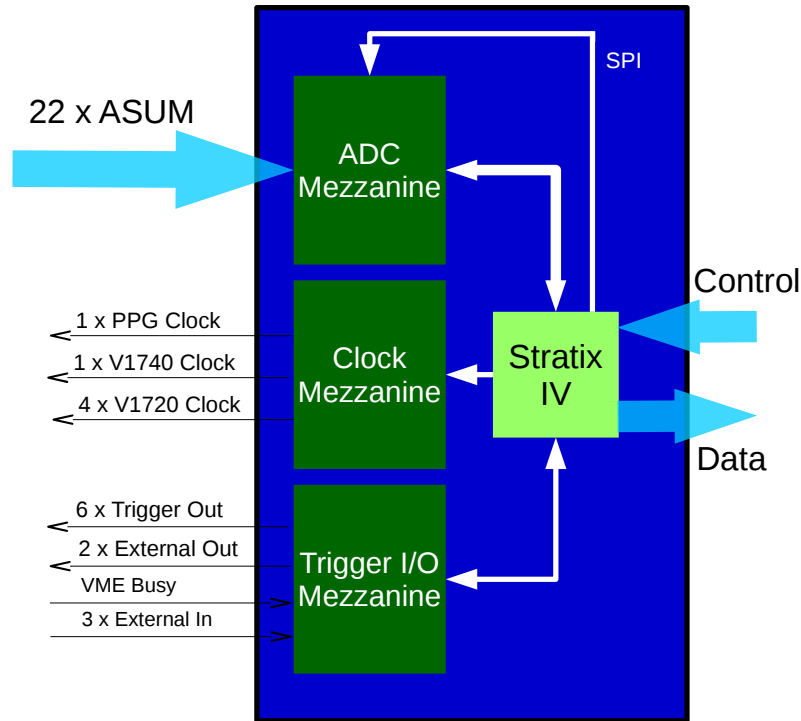 SPI
22 x ASUM
ADC
Mezzanine
Control
1 x PPG Clock
1 x V1740 Clock
4 x V1720 Clock
Clock
Mezzanine
Stratix
IV
Data
6 x Trigger Out
2 x External Out
VME Busy
3 x External In
Trigger I/O
Mezzanine